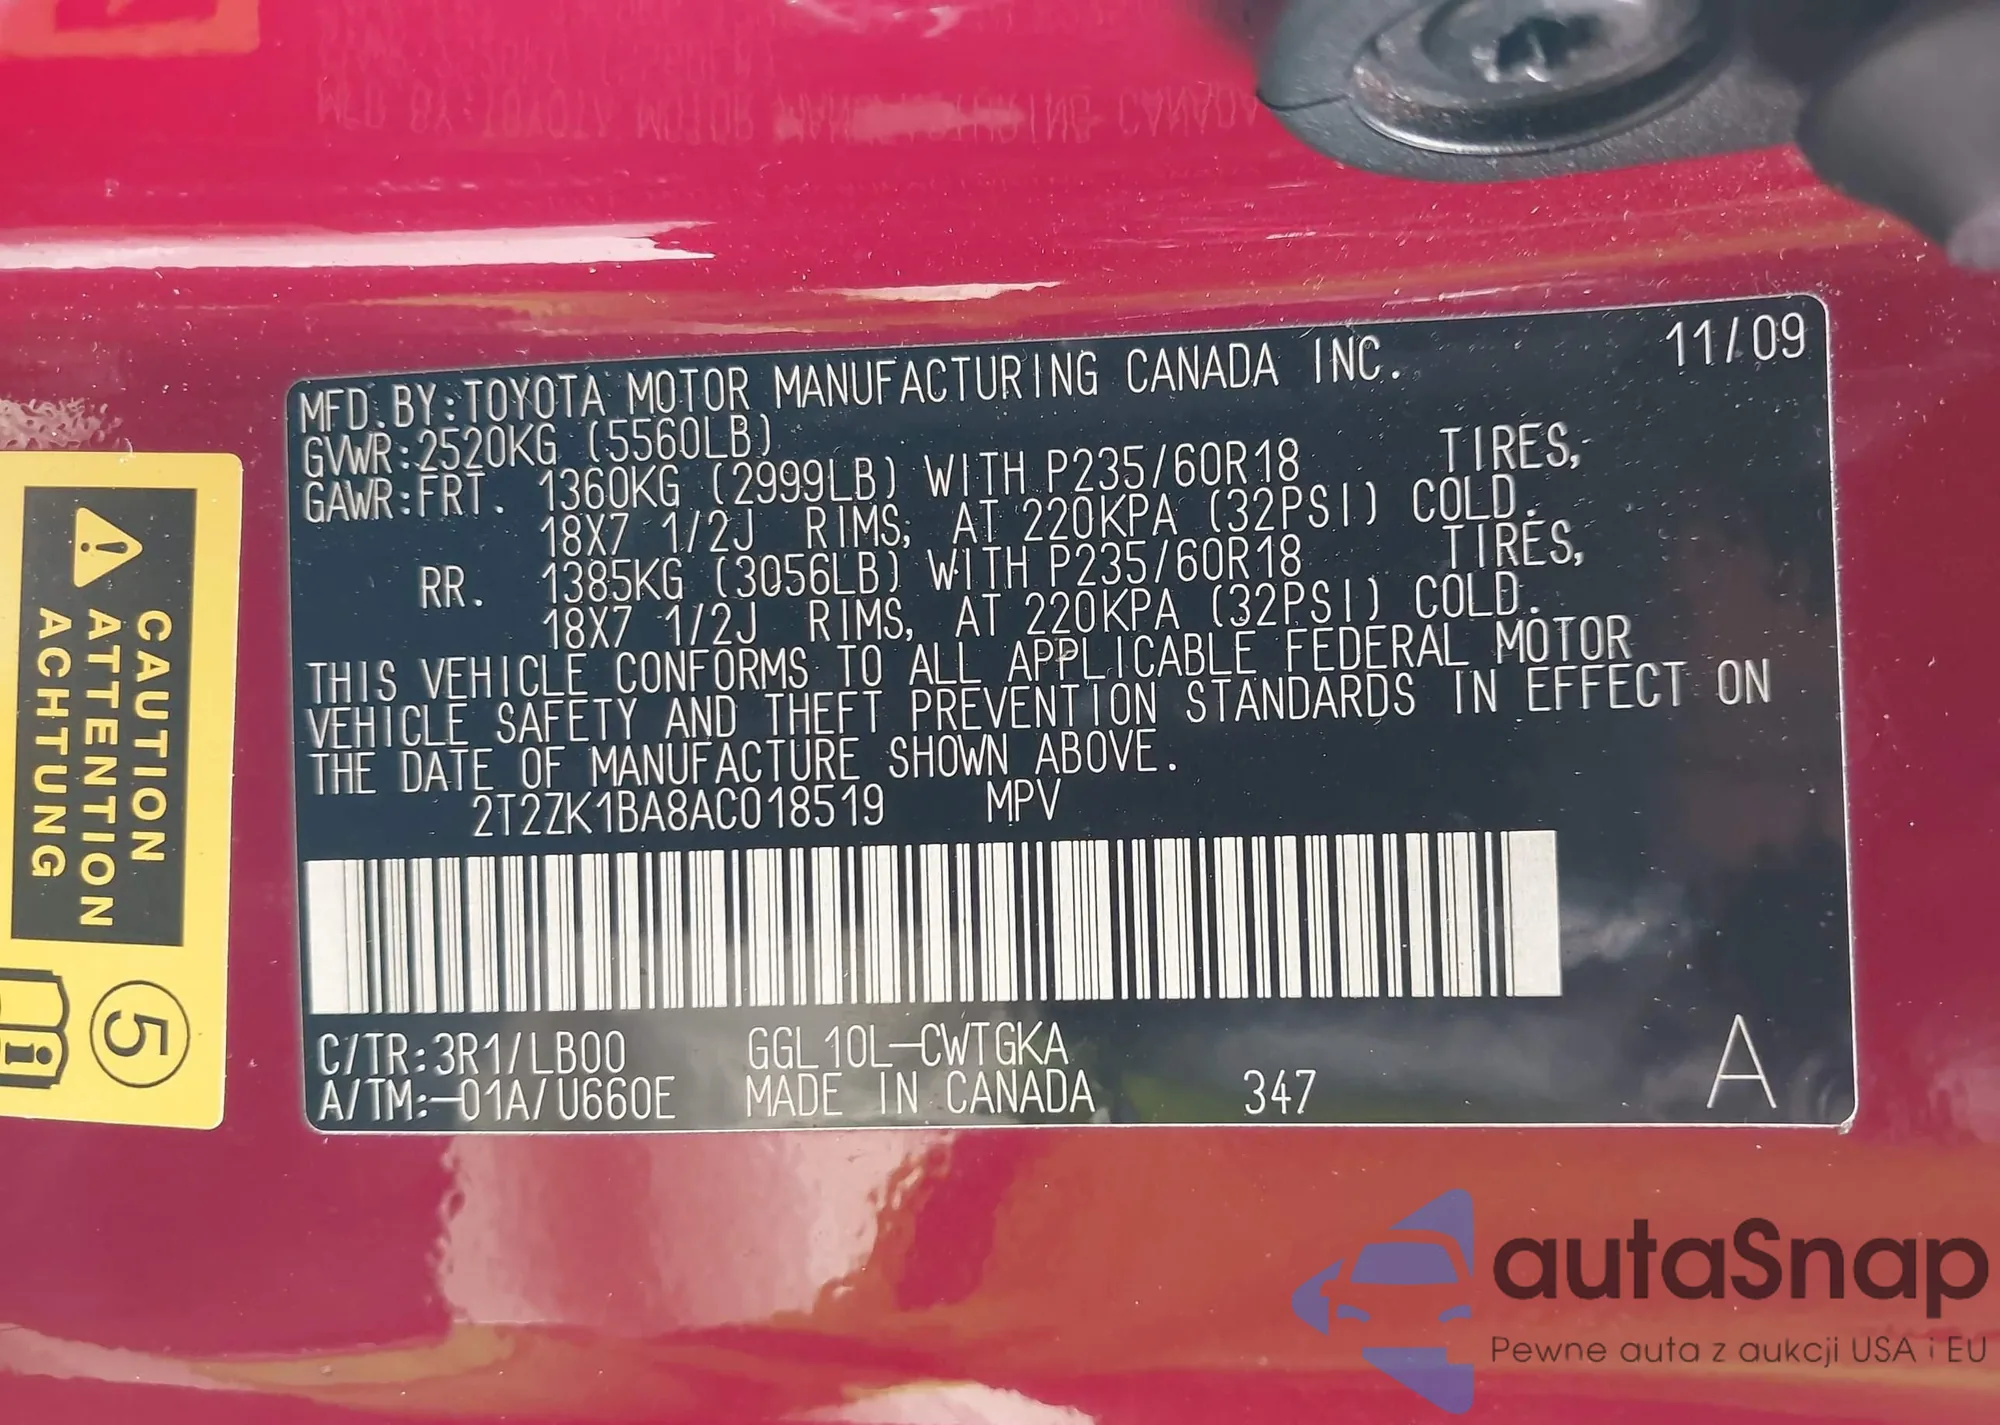 MFD. BY:TOYOTA MOTOR MANUFACTURING CANADA INC. 11/09
GVWR:2520KG (5560LB)
GAWR:FRT. 1360KG (2999LB) WITH P235/60R18 TIRES,
18X7 1/2J RIMS, AT 220KPA (32PSI) COLD.
RR. 1385KG (3056LB) WITH P235/60R18 TIRES,
18X7 1/2J RIMS, AT 220KPA (32PSI) COLD.
THIS VEHICLE CONFORMS TO ALL APPLICABLE FEDERAL MOTOR
VEHICLE SAFETY AND THEFT PREVENTION STANDARDS IN EFFECT ON
THE DATE OF MANUFACTURE SHOWN ABOVE.
2T2ZK1BA8AC018519 MPV
C/TR:3R1/LB00 GGL10L-CWTGKA
A/TM:-01A/U660E MADE IN CANADA 347 A
CAUTION
ATTENTION
ACHTUNG
5
autaSnap
Pewne auta z aukcji USA i EU